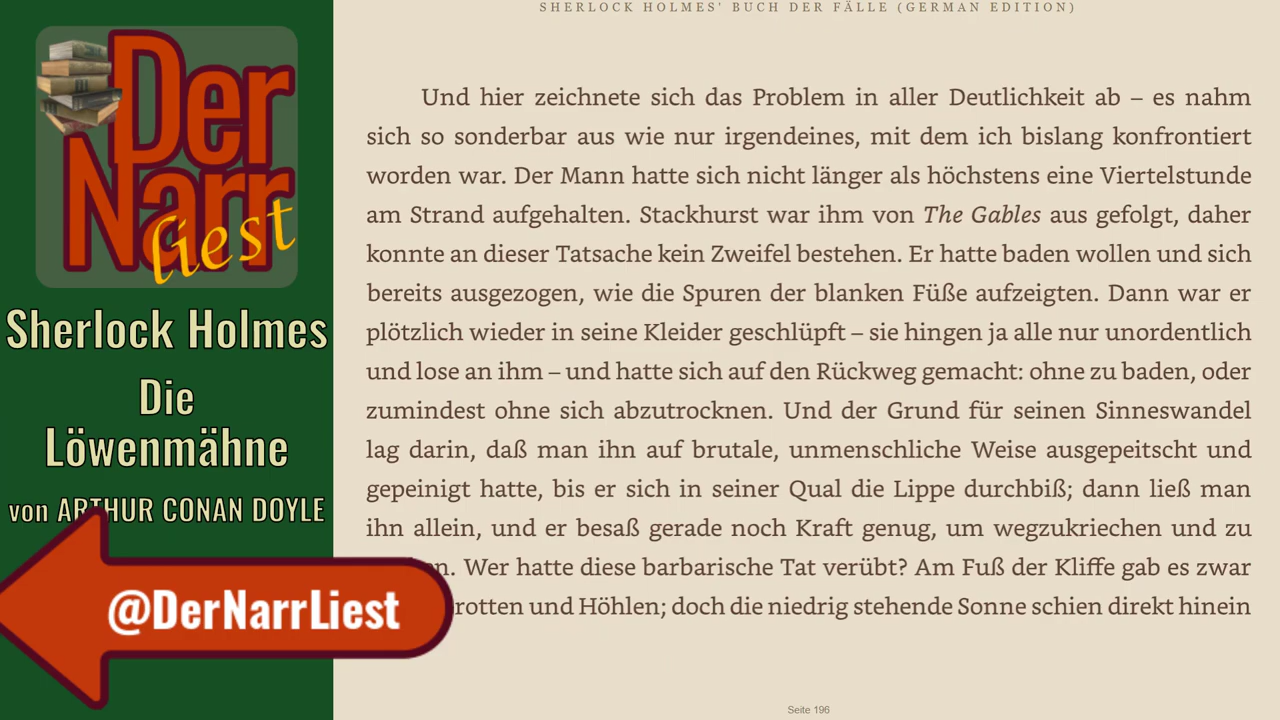 Der
Narr
liest
Sherlock Holmes
Die
Löwenmähne
von ARTHUR CONAN DOYLE
@DerNarrLiest
SHERLOCK HOLMES' BUCH DER FÄLLE (GERMAN EDITION)
Und hier zeichnete sich das Problem in aller Deutlichkeit ab – es nahm
sich so sonderbar aus wie nur irgendeines, mit dem ich bislang konfrontiert
worden war. Der Mann hatte sich nicht länger als höchstens eine Viertelstunde
am Strand aufgehalten. Stackhurst war ihm von The Gables aus gefolgt, daher
konnte an dieser Tatsache kein Zweifel bestehen. Er hatte baden wollen und sich
bereits ausgezogen, wie die Spuren der blanken Füße aufzeigten. Dann war er
plötzlich wieder in seine Kleider geschlüpft – sie hingen ja alle nur unordentlich
und lose an ihm – und hatte sich auf den Rückweg gemacht: ohne zu baden, oder
zumindest ohne sich abzutrocknen. Und der Grund für seinen Sinneswandel
lag darin, daß man ihn auf brutale, unmenschliche Weise ausgepeitscht und
gepeinigt hatte, bis er sich in seiner Qual die Lippe durchbiß; dann ließ man
ihn allein, und er besaß gerade noch Kraft genug, um wegzukriechen und zu
Wer hatte diese barbarische Tat verübt? Am Fuß der Kliffe gab es zwar
und Höhlen; doch die niedrig stehende Sonne schien direkt hinein
Seite 196